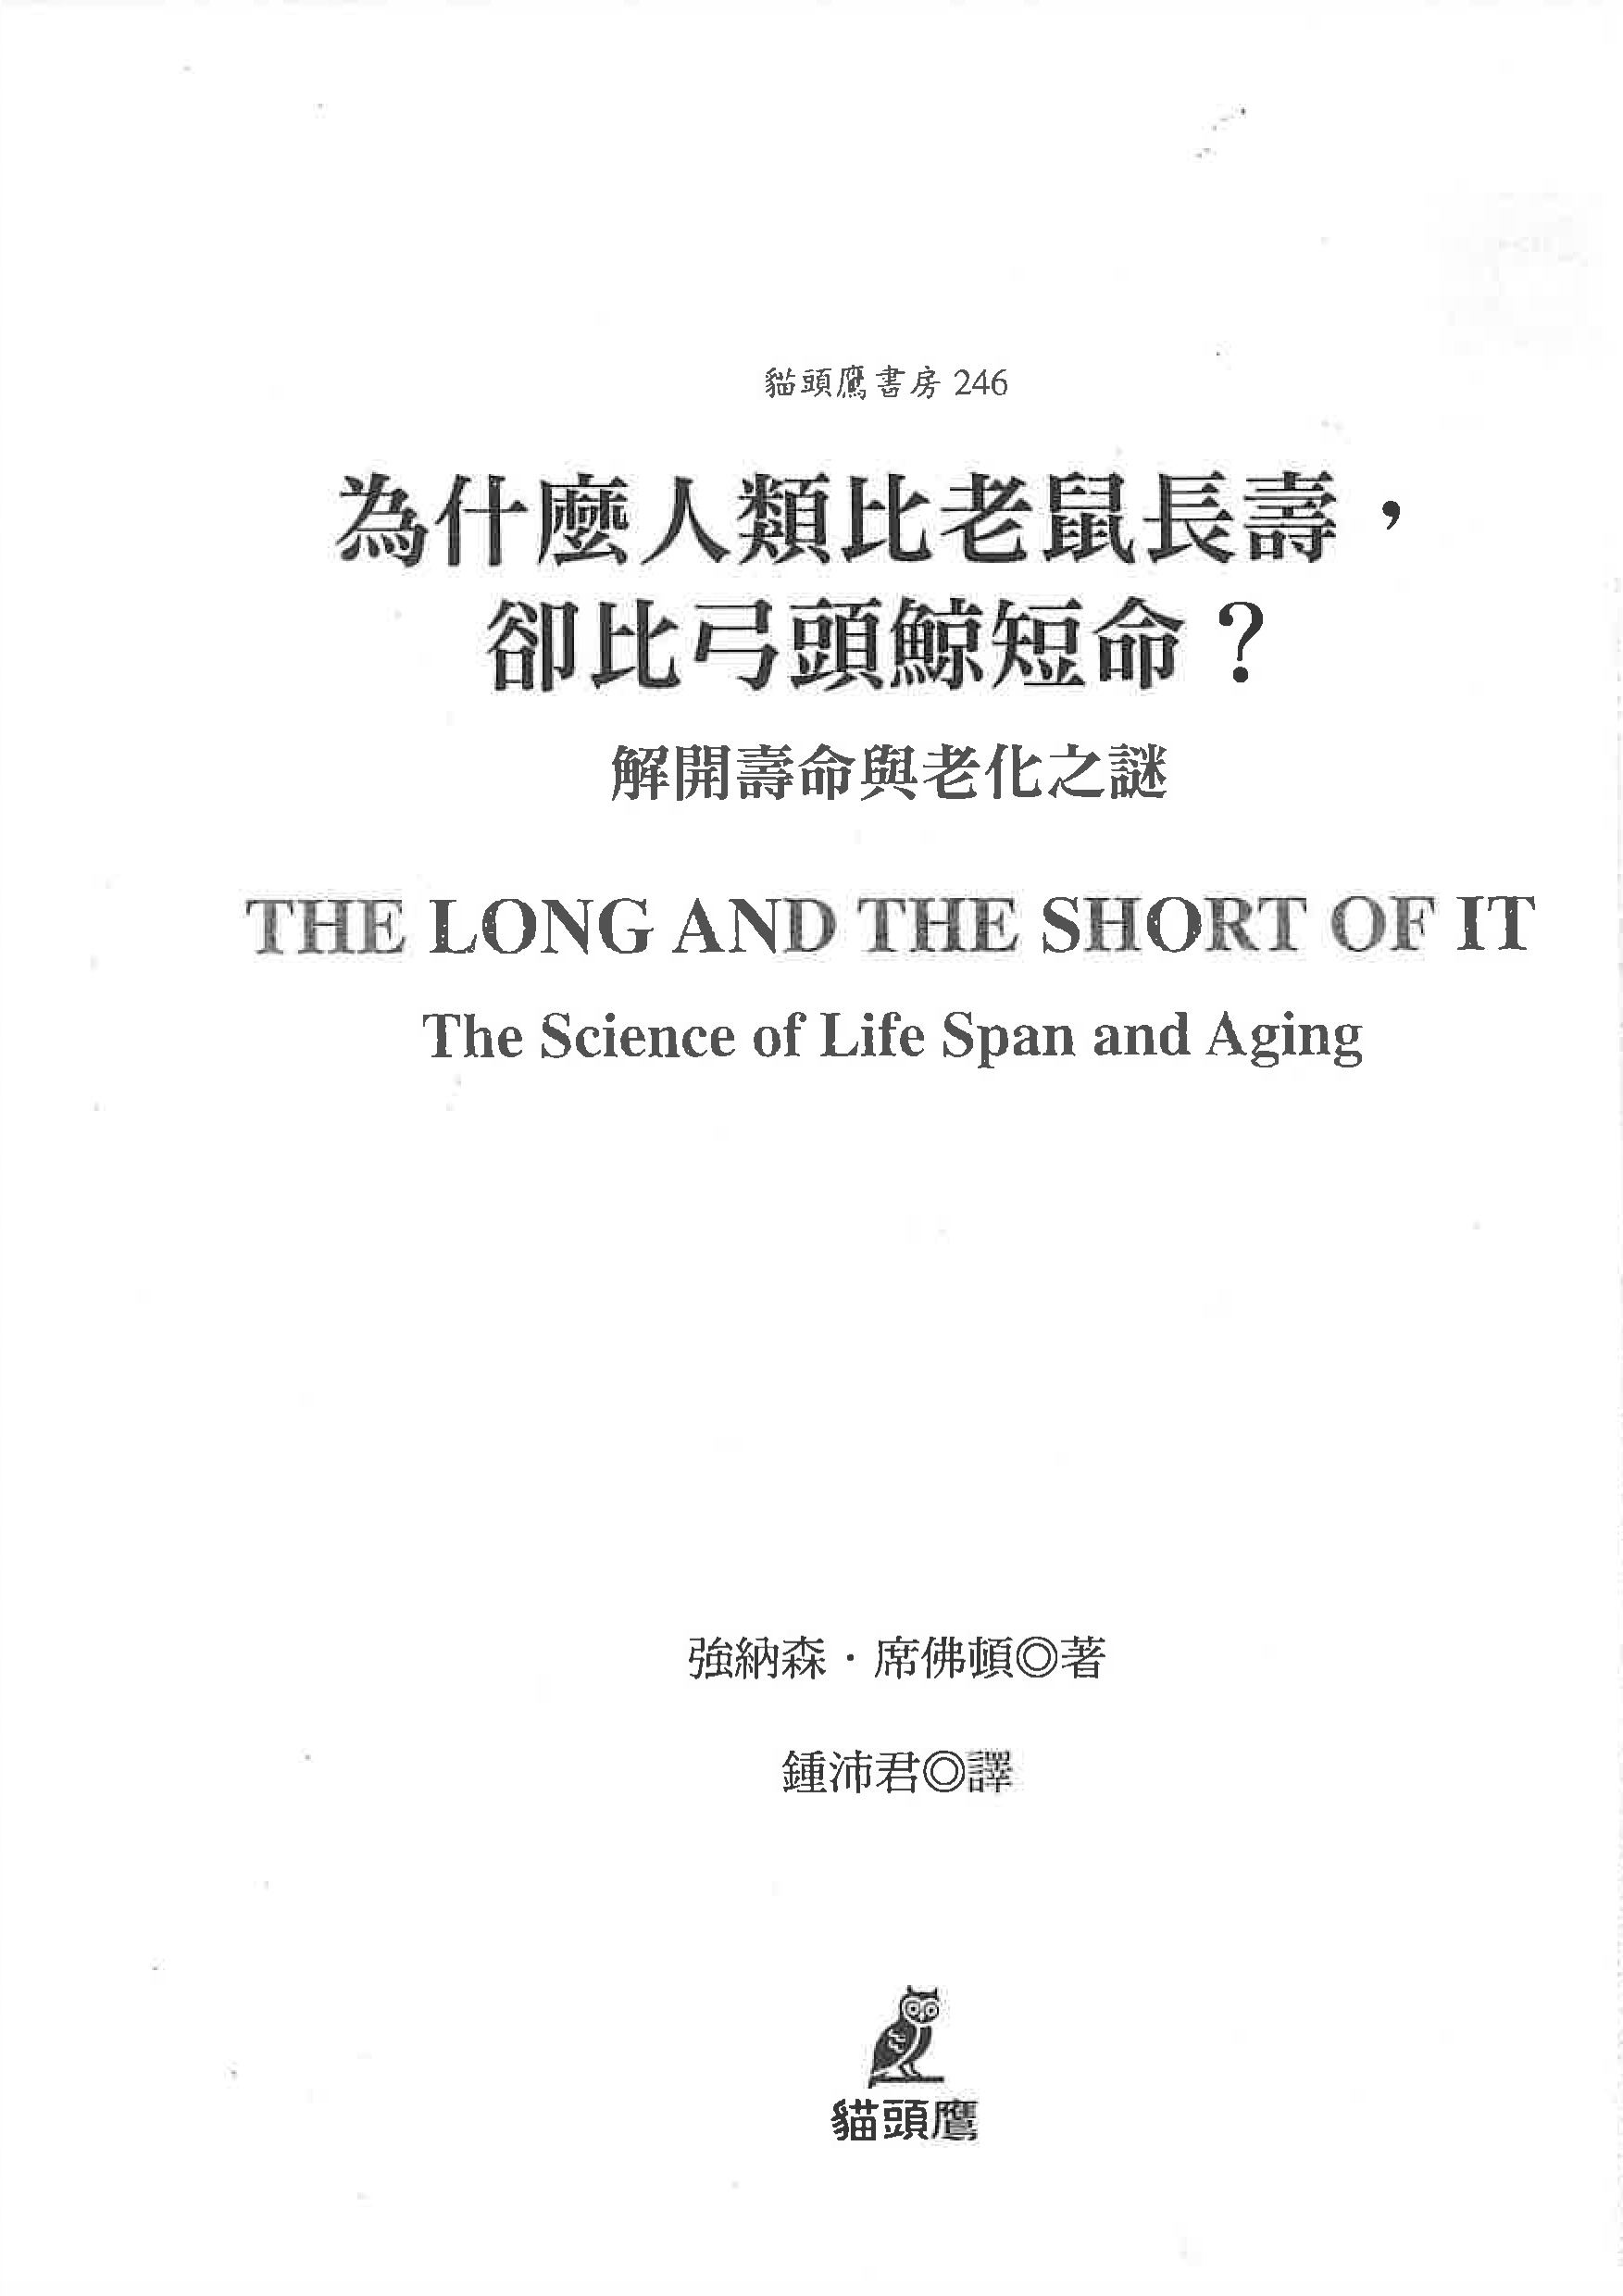 貓頭鷹書房 246
為什麼人類比老鼠長壽，
卻比弓頭鯨短命？
解開壽命與老化之謎
THE LONG AND THE SHORT OF IT
The Science of Life Span and Aging
強納森．席佛頓◎著
鍾沛君◎譯
貓頭鷹